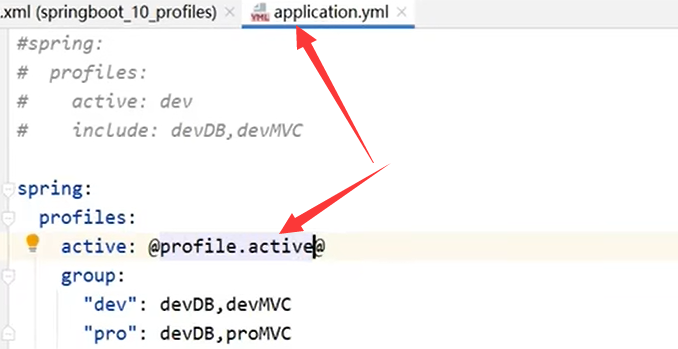 .xml (springboot_10_profiles) × YML application.yml ×
#spring:
#  profiles:
#    active: dev
#    include: devDB,devMVC
spring:
  profiles:
    active: @profile.active@
    group:
      "dev": devDB,devMVC
      "pro": devDB,proMVC